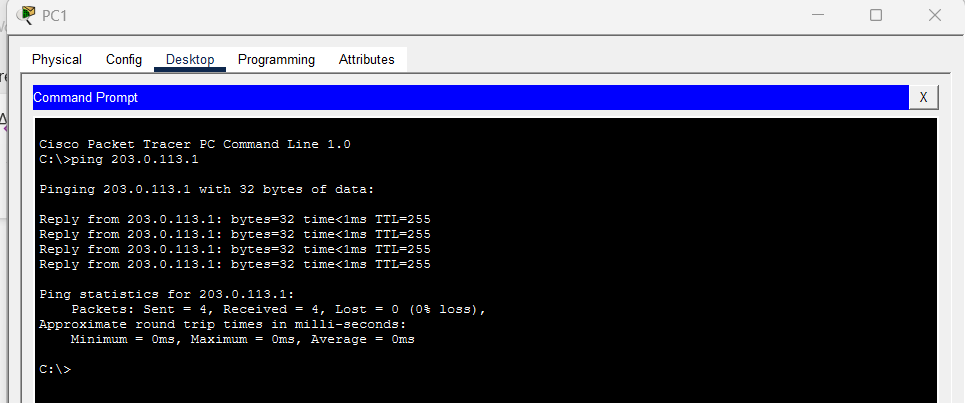 PC1
Physical Config Desktop Programming Attributes
Command Prompt X
Cisco Packet Tracer PC Command Line 1.0
C:\>ping 203.0.113.1
Pinging 203.0.113.1 with 32 bytes of data:
Reply from 203.0.113.1: bytes=32 time<1ms TTL=255
Reply from 203.0.113.1: bytes=32 time<1ms TTL=255
Reply from 203.0.113.1: bytes=32 time<1ms TTL=255
Reply from 203.0.113.1: bytes=32 time<1ms TTL=255
Ping statistics for 203.0.113.1:
Packets: Sent = 4, Received = 4, Lost = 0 (0% loss),
Approximate round trip times in milli-seconds:
Minimum = 0ms, Maximum = 0ms, Average = 0ms
C:\>